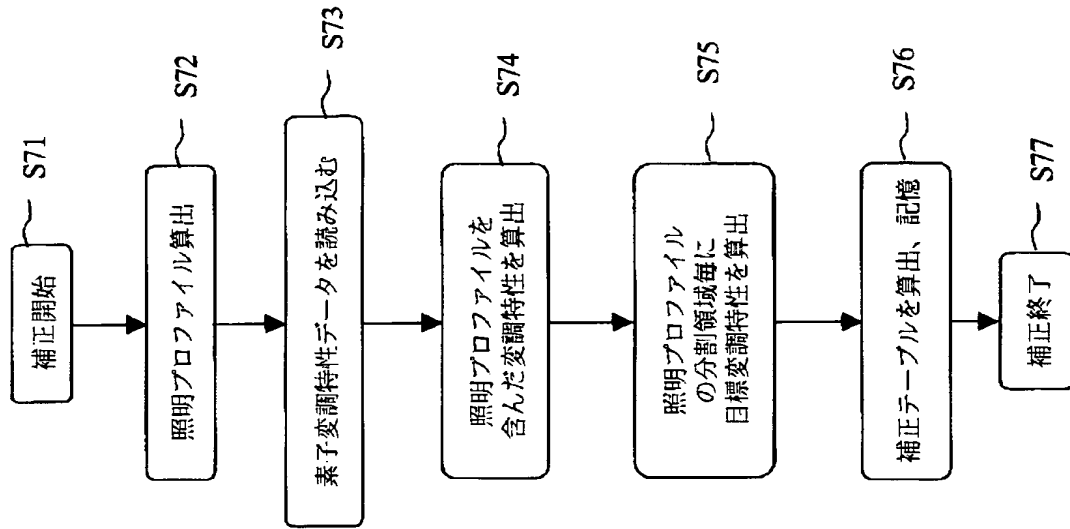 補正開始
S71
照明プロファイル算出
S72
素子変調特性データを読み込む
S73
照明プロファイルを
含んだ変調特性を算出
S74
照明プロファイル
の分割領域毎に
目標変調特性を算出
S75
補正テーブルを算出、記憶
S76
補正終了
S77